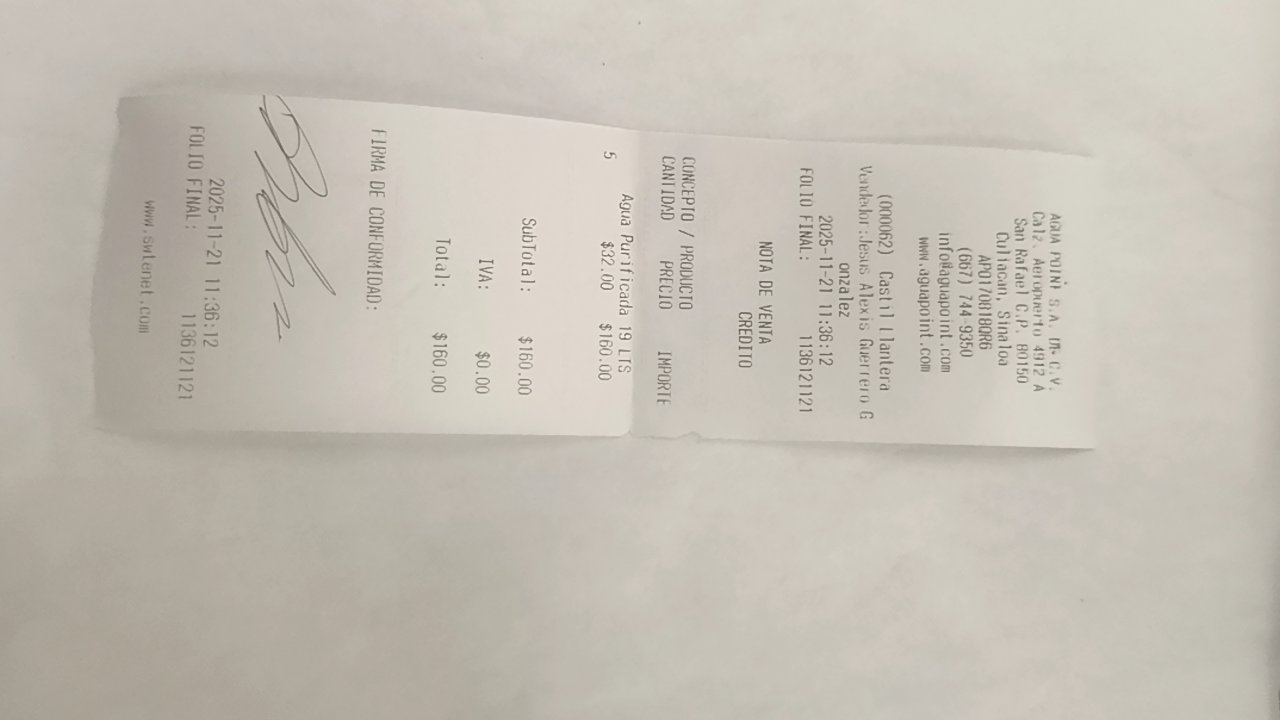 AGUA POINT S.A. DE C.V.
Calz. Aeropuerto 4912 A
San Rafael C.P. 80150
Culiacan, Sinaloa
APO170818QR6
(667) 744-9350
info@aguapoint.com
www.aguapoint.com
(000062) Castil Llantera
Vendedor:Jesus Alexis Guerrero G
onzalez
2025-11-21 11:36:12
FOLIO FINAL: 1136121121
NOTA DE VENTA
CREDITO
CONCEPTO / PRODUCTO
CANTIDAD PRECIO IMPORTE
Agua Purificada 19 LTS
5 $32.00 $160.00
SubTotal: $160.00
IVA: $0.00
Total: $160.00
FIRMA DE CONFORMIDAD:
2025-11-21 11:36:12
FOLIO FINAL: 1136121121
www.swtenet.com